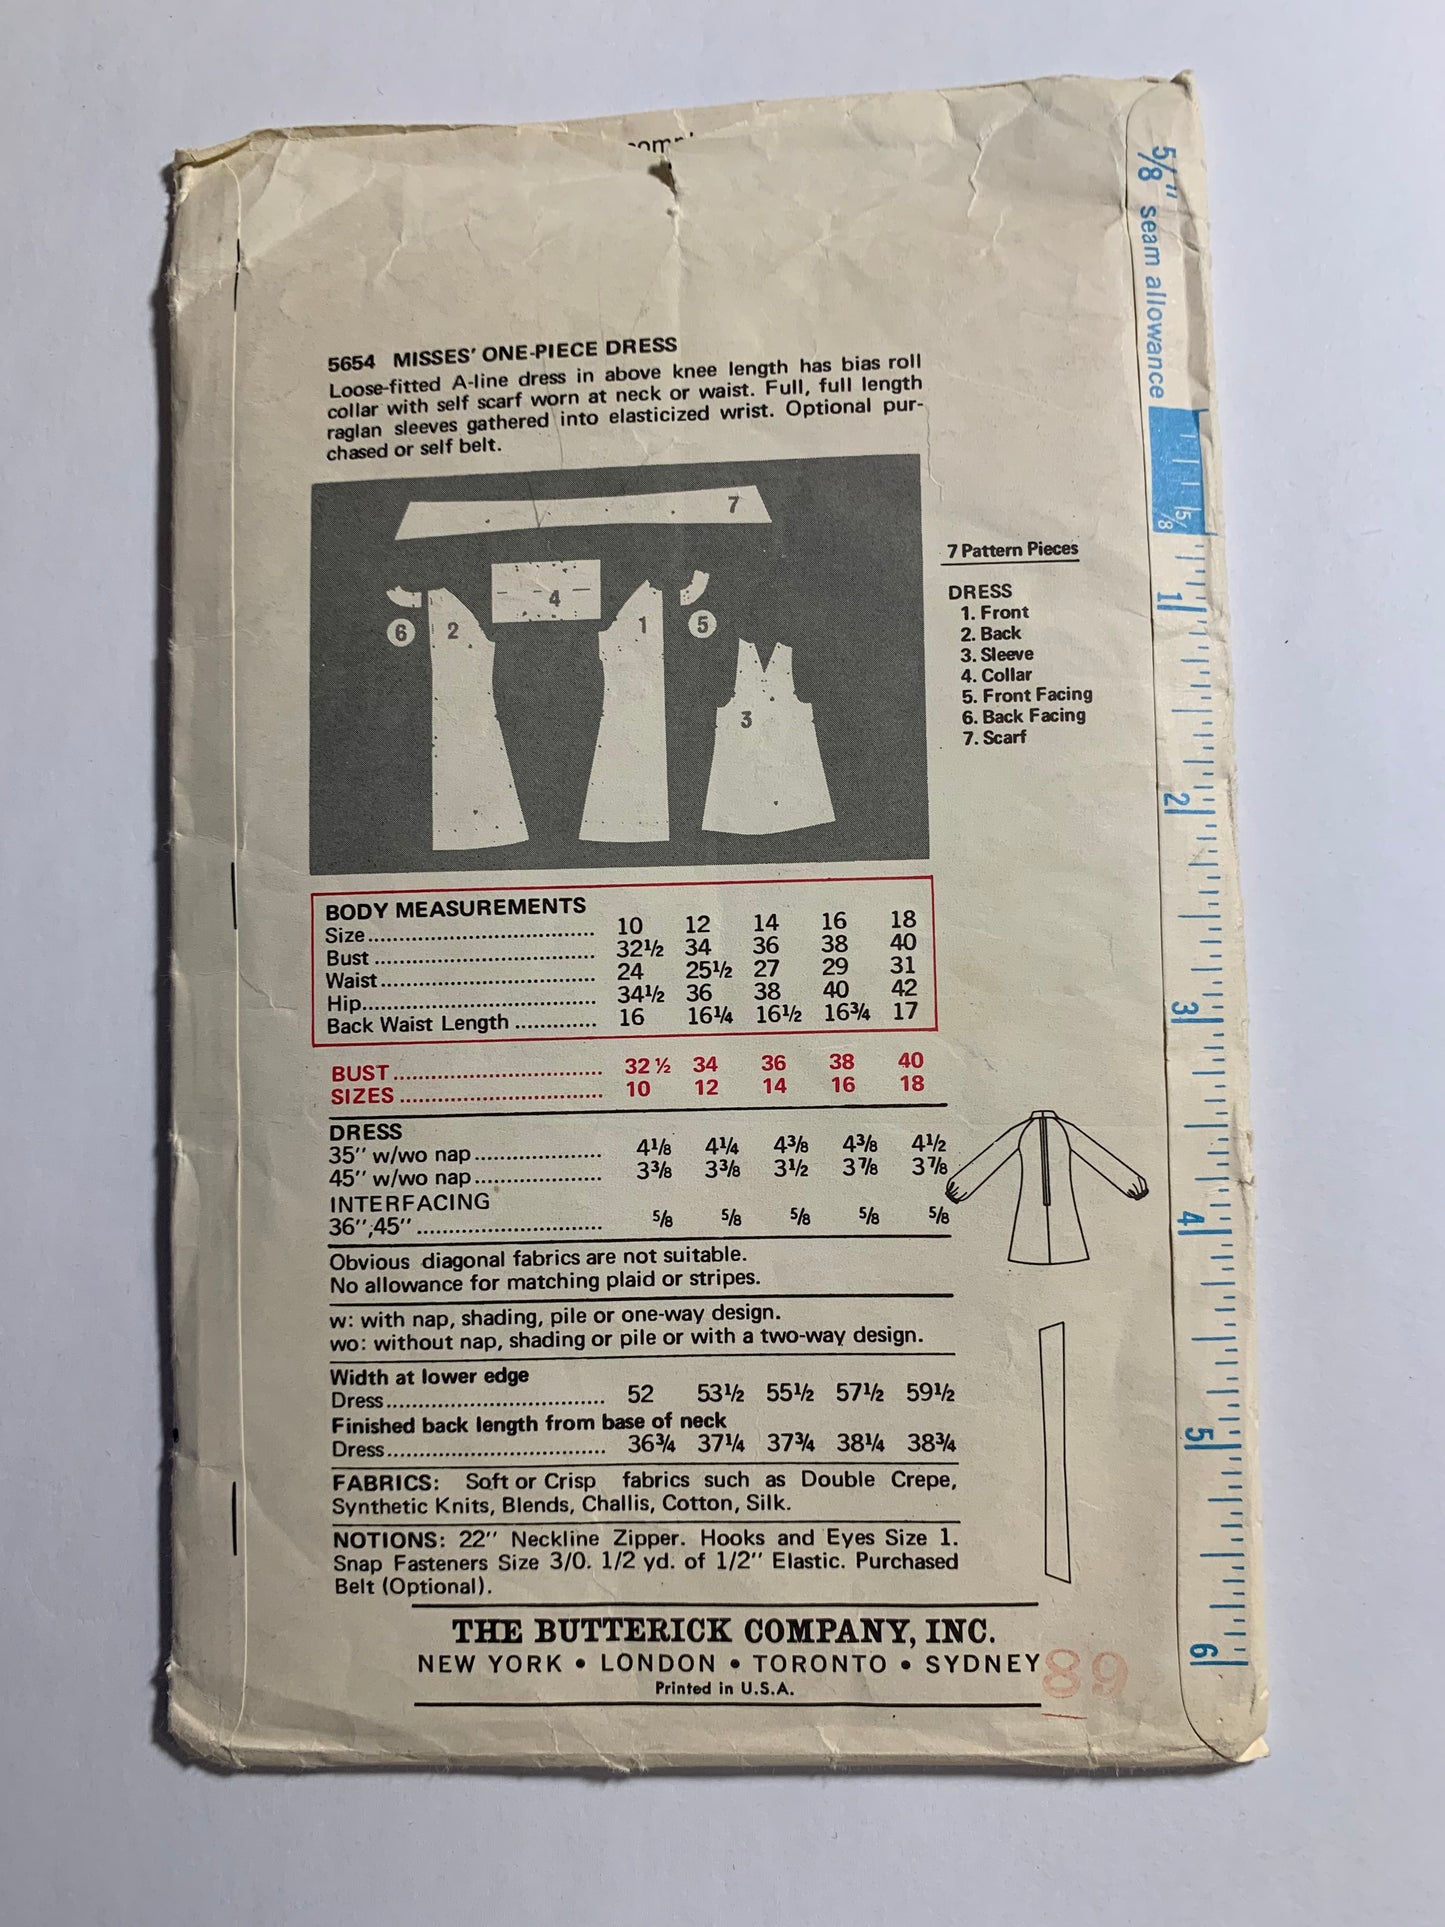 5/8" seam allowance
5654 MISSES' ONE-PIECE DRESS
Loose-fitted A-line dress in above knee length has bias roll
collar with self scarf worn at neck or waist. Full, full length
raglan sleeves gathered into elasticized wrist. Optional pur-
chased or self belt.
7
6
2
4
1
5
3
7 Pattern Pieces
DRESS
1. Front
2. Back
3. Sleeve
4. Collar
5. Front Facing
6. Back Facing
7. Scarf
BODY MEASUREMENTS
Size 10 12 14 16 18
Bust 32½ 34 36 38 40
Waist 24 25½ 27 29 31
Hip 34½ 36 38 40 42
Back Waist Length 16 16¼ 16½ 16¾ 17
BUST 32 ½ 34 36 38 40
SIZES 10 12 14 16 18
DRESS
35" w/wo nap 4⅛ 4¼ 4⅜ 4⅜ 4½
45" w/wo nap 3⅜ 3⅜ 3½ 3⅞ 3⅞
INTERFACING
36",45" ⅝ ⅝ ⅝ ⅝ ⅝
Obvious diagonal fabrics are not suitable.
No allowance for matching plaid or stripes.
w: with nap, shading, pile or one-way design.
wo: without nap, shading or pile or with a two-way design.
Width at lower edge
Dress 52 53½ 55½ 57½ 59½
Finished back length from base of neck
Dress 36¾ 37¼ 37¾ 38¼ 38¾
FABRICS: Soft or Crisp fabrics such as Double Crepe,
Synthetic Knits, Blends, Challis, Cotton, Silk.
NOTIONS: 22" Neckline Zipper. Hooks and Eyes Size 1.
Snap Fasteners Size 3/0. 1/2 yd. of 1/2" Elastic. Purchased
Belt (Optional).
THE BUTTERICK COMPANY, INC.
NEW YORK • LONDON • TORONTO • SYDNEY
Printed in U.S.A.
89
5/8
1
2
3
4
5
6